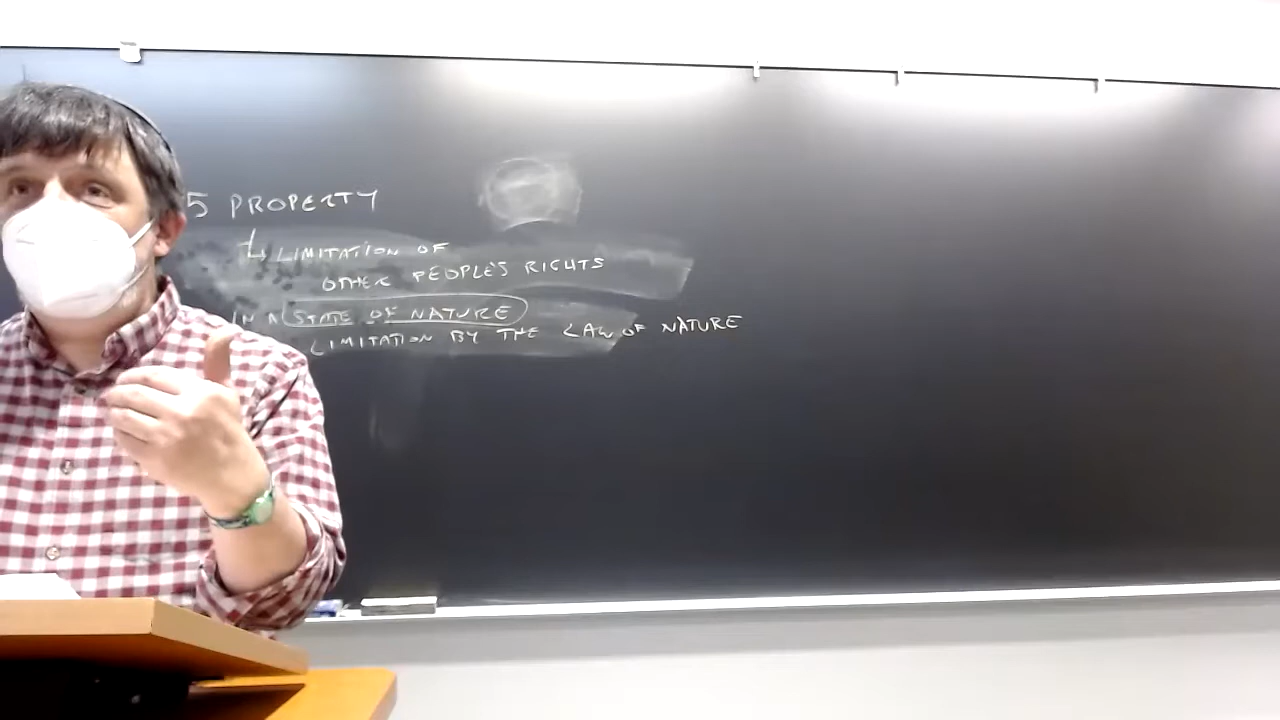 5 PROPERTY
↳ LIMITATION OF
OTHER PEOPLE'S RIGHTS
IN A STATE OF NATURE
LIMITATION BY THE LAW OF NATURE